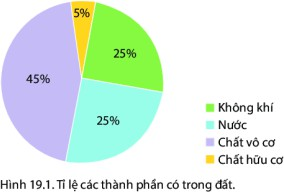 5%
25%
45%
25%
Không khí
Nước
Chất vô cơ
Chất hữu cơ
Hình 19.1. Tỉ lệ các thành phần có trong đất.